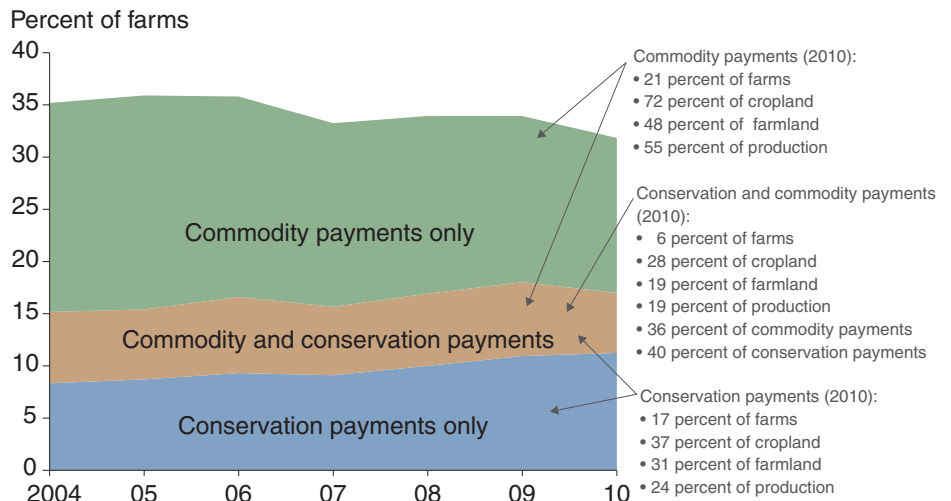 Percent of farms
40
35
30
25
20
15
10
5
0
2004 05 06 07 08 09 10
Commodity payments only
Commodity and conservation payments
Conservation payments only
Commodity payments (2010):
• 21 percent of farms
• 72 percent of cropland
• 48 percent of farmland
• 55 percent of production
Conservation and commodity payments
(2010):
• 6 percent of farms
• 28 percent of cropland
• 19 percent of farmland
• 19 percent of production
• 36 percent of commodity payments
• 40 percent of conservation payments
Conservation payments (2010):
• 17 percent of farms
• 37 percent of cropland
• 31 percent of farmland
• 24 percent of production